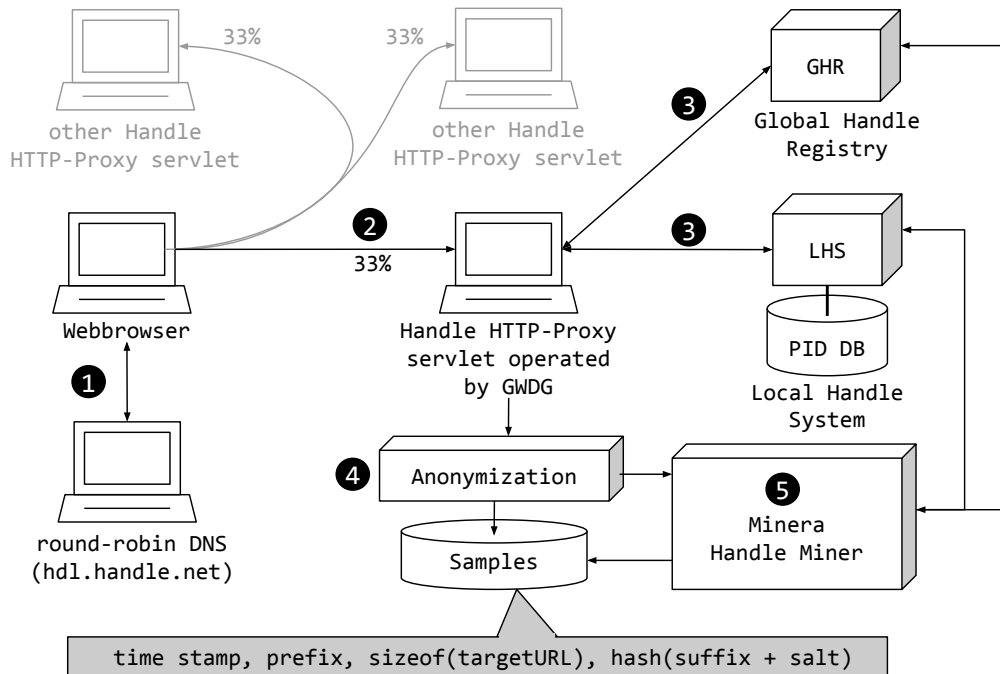 33%
33%
other Handle
HTTP-Proxy servlet
other Handle
HTTP-Proxy servlet
GHR
Global Handle
Registry
3
2
33%
3
LHS
PID DB
Local Handle
System
Webbrowser
Handle HTTP-Proxy
servlet operated
by GWDG
1
round-robin DNS
(hdl.handle.net)
4
Anonymization
Samples
5
Minera
Handle Miner
time stamp, prefix, sizeof(targetURL), hash(suffix + salt)